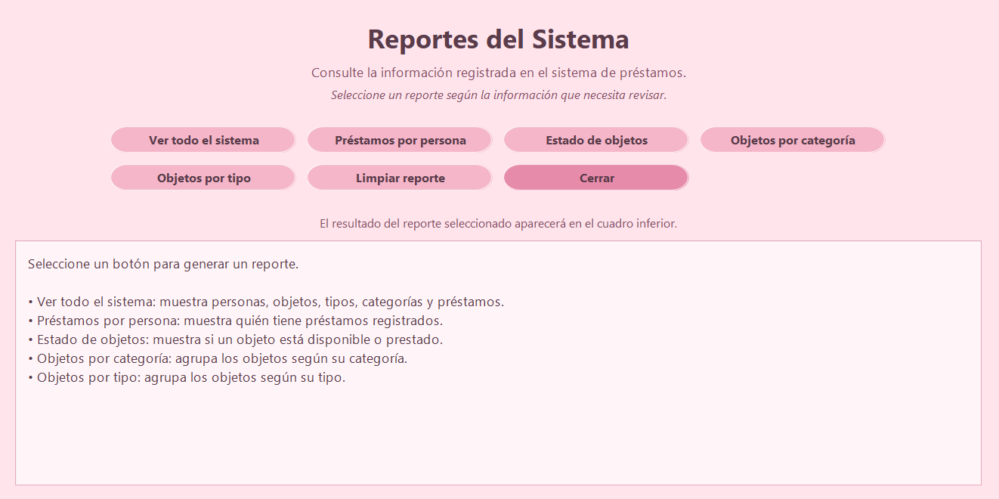 Reportes del Sistema
Consulte la información registrada en el sistema de préstamos.
Seleccione un reporte según la información que necesita revisar.
Ver todo el sistema
Préstamos por persona
Estado de objetos
Objetos por categoría
Objetos por tipo
Limpiar reporte
Cerrar
El resultado del reporte seleccionado aparecerá en el cuadro inferior.
Seleccione un botón para generar un reporte.
• Ver todo el sistema: muestra personas, objetos, tipos, categorías y préstamos.
• Préstamos por persona: muestra quién tiene préstamos registrados.
• Estado de objetos: muestra si un objeto está disponible o prestado.
• Objetos por categoría: agrupa los objetos según su categoría.
• Objetos por tipo: agrupa los objetos según su tipo.